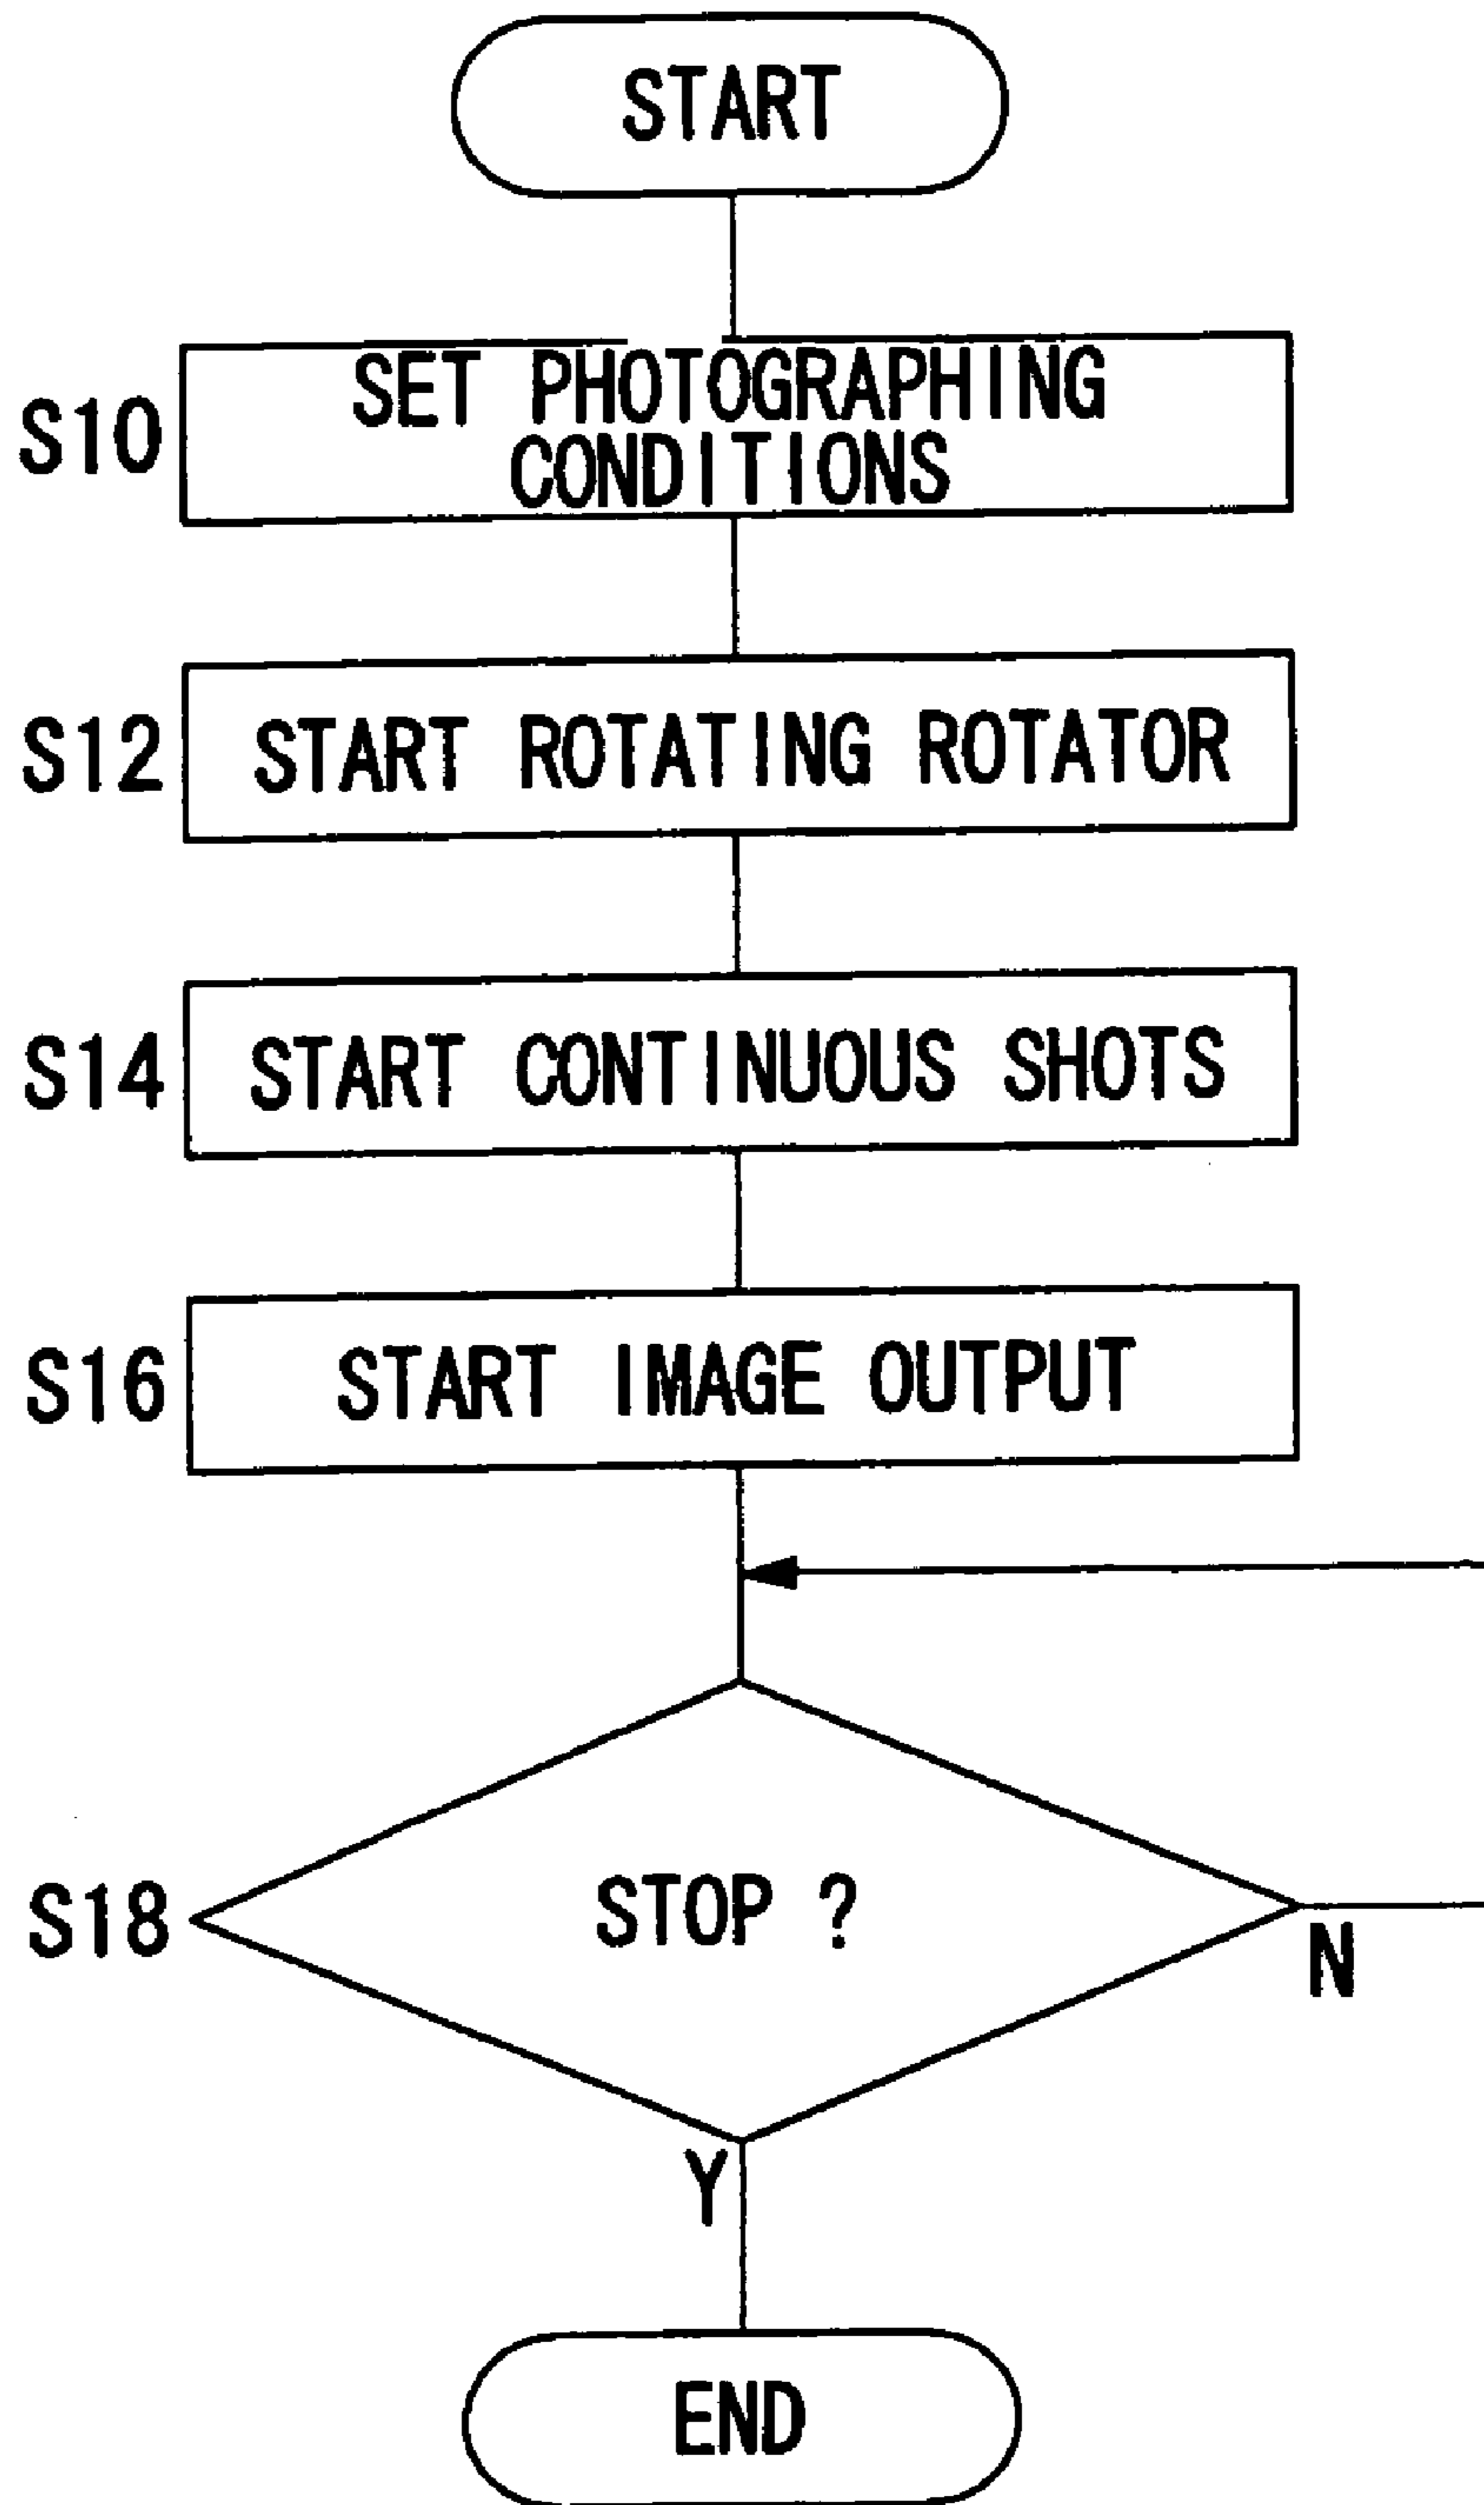 START
S10
SET PHOTOGRAPHING
CONDITIONS
S12
START ROTATING ROTATOR
S14
START CONTINUOUS SHOTS
S16
START IMAGE OUTPUT
S18
STOP ?
N
Y
END